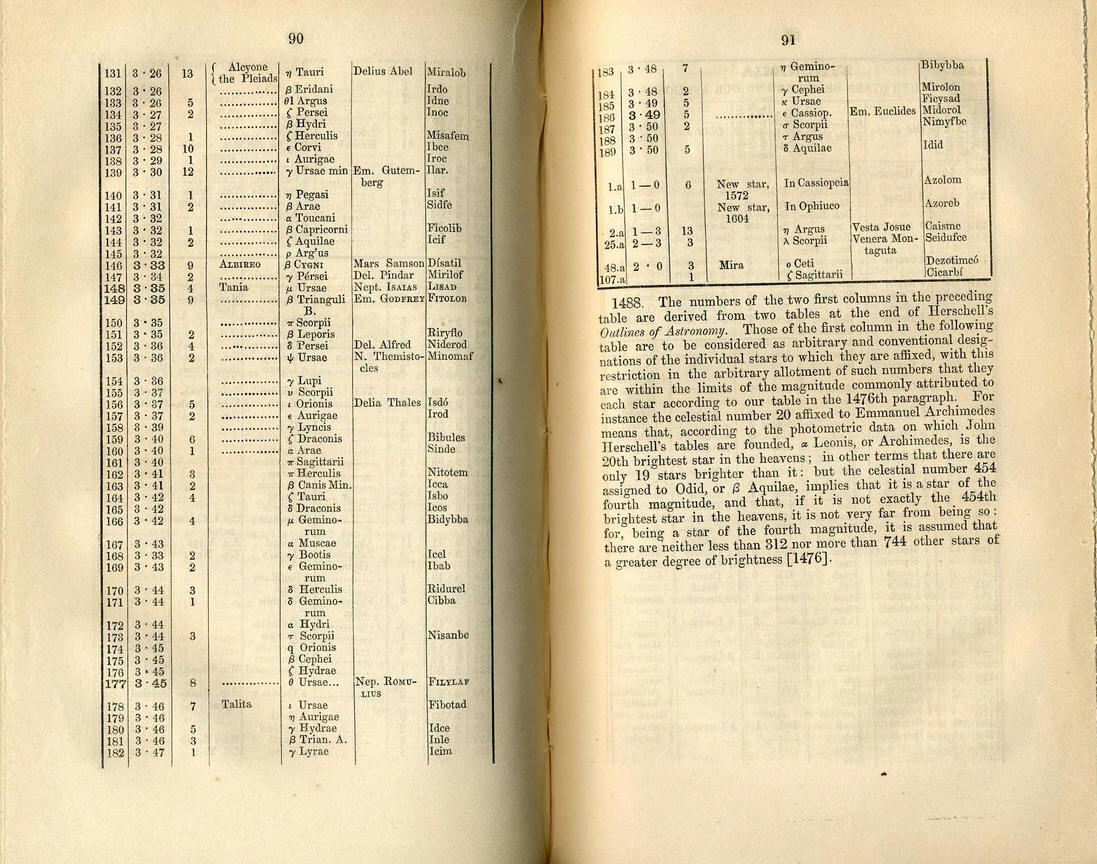 90
131 3·26 13 { Alcyone the Pleiads η Tauri Delius Abel Miralob
132 3·26 .............. β Eridani Irdo
133 3·26 5 .............. θ1 Argus Idne
134 3·27 2 .............. ζ Persei Inoc
135 3·27 .............. β Hydri
136 3·28 1 .............. ζ Herculis Misafem
137 3·28 10 .............. ε Corvi Ibce
138 3·29 1 .............. ι Aurigae Iroc
139 3·30 12 .............. γ Ursae min Em. Gutem- Ilar.
berg
140 3·31 1 .............. η Pegasi Isif
141 3·31 2 .............. β Arae Sidfe
142 3·32 .............. α Toucani
143 3·32 1 .............. β Capricorni Ficolib
144 3·32 2 .............. ζ Aquilae Icif
145 3·32 .............. ρ Arg'us
146 3·33 9 ALBIREO β CYGNI Mars Samson Dísatil
147 3·34 2 .............. γ Pérsei Del. Pindar Mirilof
148 3·35 4 Tania μ Ursae Nept. ISAIAS LISAD
149 3·35 9 .............. β Trianguli Em. GODFREY FITOLOB
B.
150 3·35 .............. π Scorpii
151 3·35 2 .............. β Leporis Riryflo
152 3·36 4 .............. δ Persei Del. Alfred Niderod
153 3·36 2 .............. ψ Ursae N. Themisto- Minomaf
cles
154 3·36 .............. γ Lupi
155 3·37 .............. υ Scorpii
156 3·37 5 .............. ι Orionis Delia Thales Isdó
157 3·37 2 .............. ε Aurigae Irod
158 3·39 .............. γ Lyncis
159 3·40 6 .............. ζ Draconis Bibules
160 3·40 1 .............. α Arae Sinde
161 3·40 π Sagittarii
162 3·41 3 π Herculis Nitotem
163 3·41 2 β Canis Min. Icca
164 3·42 4 ζ Tauri Isbo
165 3·42 δ Draconis Icos
166 3·42 4 μ Gemino- Bidybba
rum
167 3·43 α Muscae
168 3·33 2 γ Bootis Icel
169 3·43 2 ε Gemino- Ibab
rum
170 3·44 3 δ Herculis Ridurel
171 3·44 1 δ Gemino- Cibba
rum
172 3·44 α Hydri
173 3·44 3 τ Scorpii Nisanbe
174 3·45 q Orionis
175 3·45 β Cephei
176 3·45 ζ Hydrae
177 3·45 8 .............. θ Ursae... Nep. ROMU- FILYLAF
LIUS
178 3·46 7 Talita ι Ursae Fibotad
179 3·46 η Aurigae
180 3·46 5 γ Hydrae Idce
181 3·46 3 β Trian. A. Inle
182 3·47 1 γ Lyrae Icim
91
183 3·48 7 η Gemino- Bibybba
rum
184 3·48 2 γ Cephei Mirolon
185 3·49 5 κ Ursae Ficysad
186 3·49 5 .............. ε Cassiop. Em. Euclides Midorol
187 3·50 2 σ Scorpii Nimyfbe
188 3·50 τ Argus
189 3·50 5 δ Aquilae Idid
1.a 1—0 6 New star, In Cassiopeia Azolom
1572
1.b 1—0 New star, In Ophiuco Azoreb
1604
2.a 1—3 13 η Argus Vesta Josue Caisme
25.a 2—3 3 λ Scorpii Venera Mon- Seidufce
taguta
48.a 2·0 3 Mira ο Ceti Dezotimcó
107.a 1 ζ Sagittarii Cicarbí
1488. The numbers of the two first columns in the preceding
table are derived from two tables at the end of Herschell's
Outlines of Astronomy. Those of the first column in the following
table are to be considered as arbitrary and conventional desig-
nations of the individual stars to which they are affixed, with this
restriction in the arbitrary allotment of such numbers that they
are within the limits of the magnitude commonly attributed to
each star according to our table in the 1476th paragraph. For
instance the celestial number 20 affixed to Emmanuel Archimedes
means that, according to the photometric data on which John
Herschell's tables are founded, α Leonis, or Archimedes, is the
20th brightest star in the heavens; in other terms that there are
only 19 stars brighter than it: but the celestial number 454
assigned to Odid, or β Aquilae, implies that it is a star of the
fourth magnitude, and that, if it is not exactly the 454th
brightest star in the heavens, it is not very far from being so:
for, being a star of the fourth magnitude, it is assumed that
there are neither less than 312 nor more than 744 other stars of
a greater degree of brightness [1476].